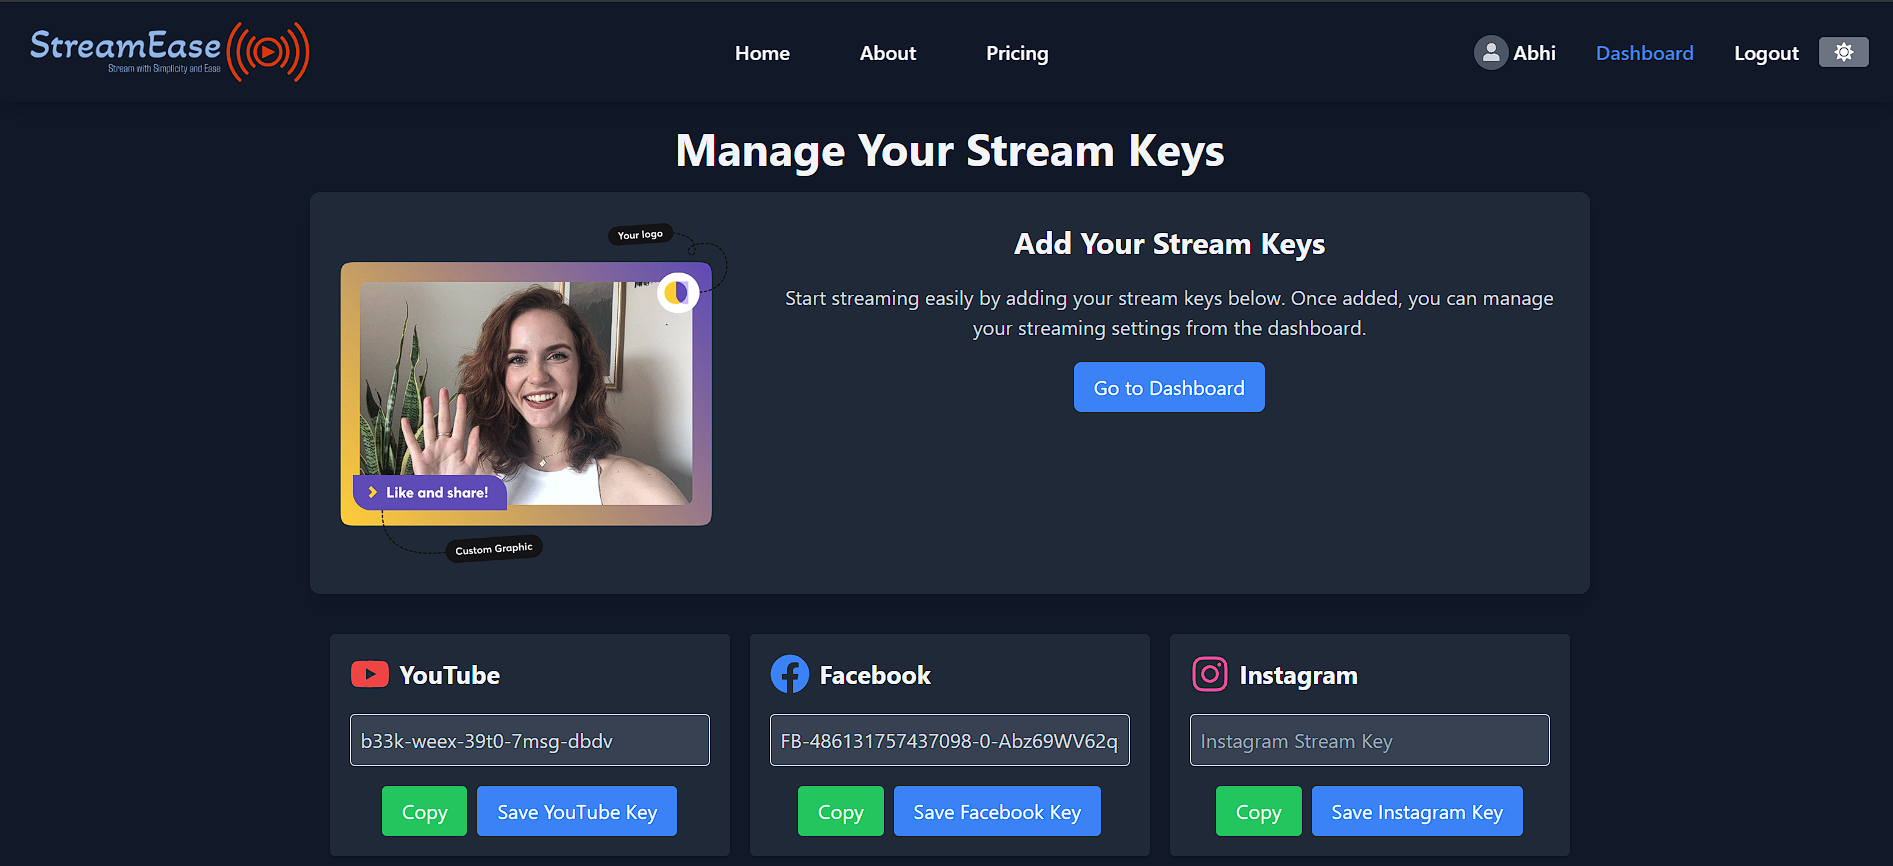 StreamEase
Stream with Simplicity and Ease
Home
About
Pricing
Abhi
Dashboard
Logout
Manage Your Stream Keys
Your logo
Like and share!
Custom Graphic
Add Your Stream Keys
Start streaming easily by adding your stream keys below. Once added, you can manage
your streaming settings from the dashboard.
Go to Dashboard
YouTube
b33k-weex-39t0-7msg-dbdv
Copy
Save YouTube Key
Facebook
FB-486131757437098-0-Abz69WV62q
Copy
Save Facebook Key
Instagram
Instagram Stream Key
Copy
Save Instagram Key